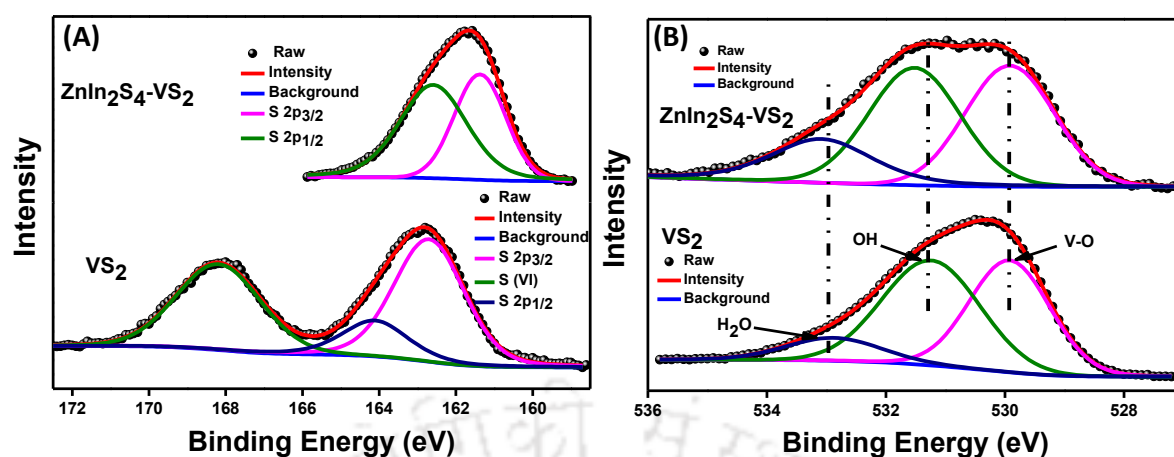 (A)
Raw
Intensity
Background
S 2p3/2
S 2p1/2
ZnIn2S4-VS2
Raw
Intensity
Background
S 2p3/2
S (VI)
S 2p1/2
VS2
Intensity
172 170 168 166 164 162 160
Binding Energy (eV)
(B)
Raw
Intensity
Background
ZnIn2S4-VS2
VS2
Raw
Intensity
Background
OH
V-O
H2O
Intensity
536 534 532 530 528
Binding Energy (eV)